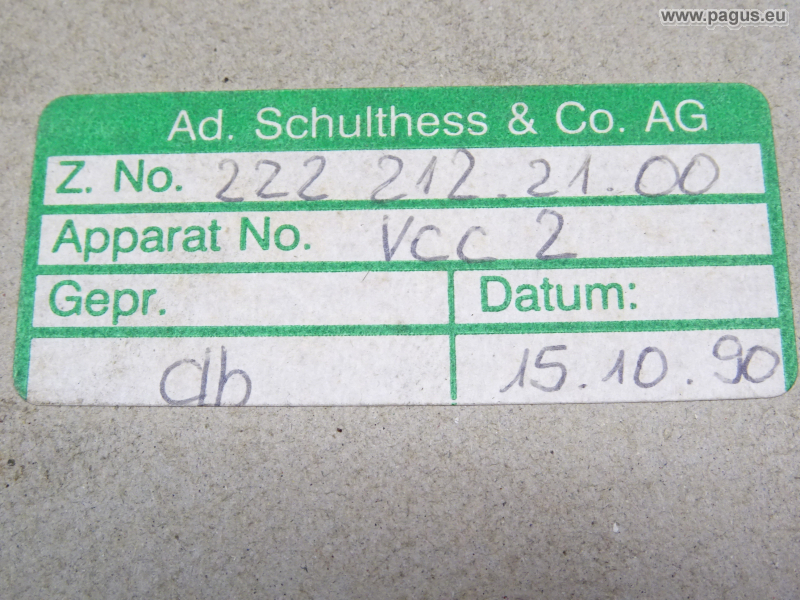 www.pagus.eu
Ad. Schulthess & Co. AG
Z. No. 222 212.21.00
Apparat No. VCC 2
Gepr. Datum:
db 15.10.90